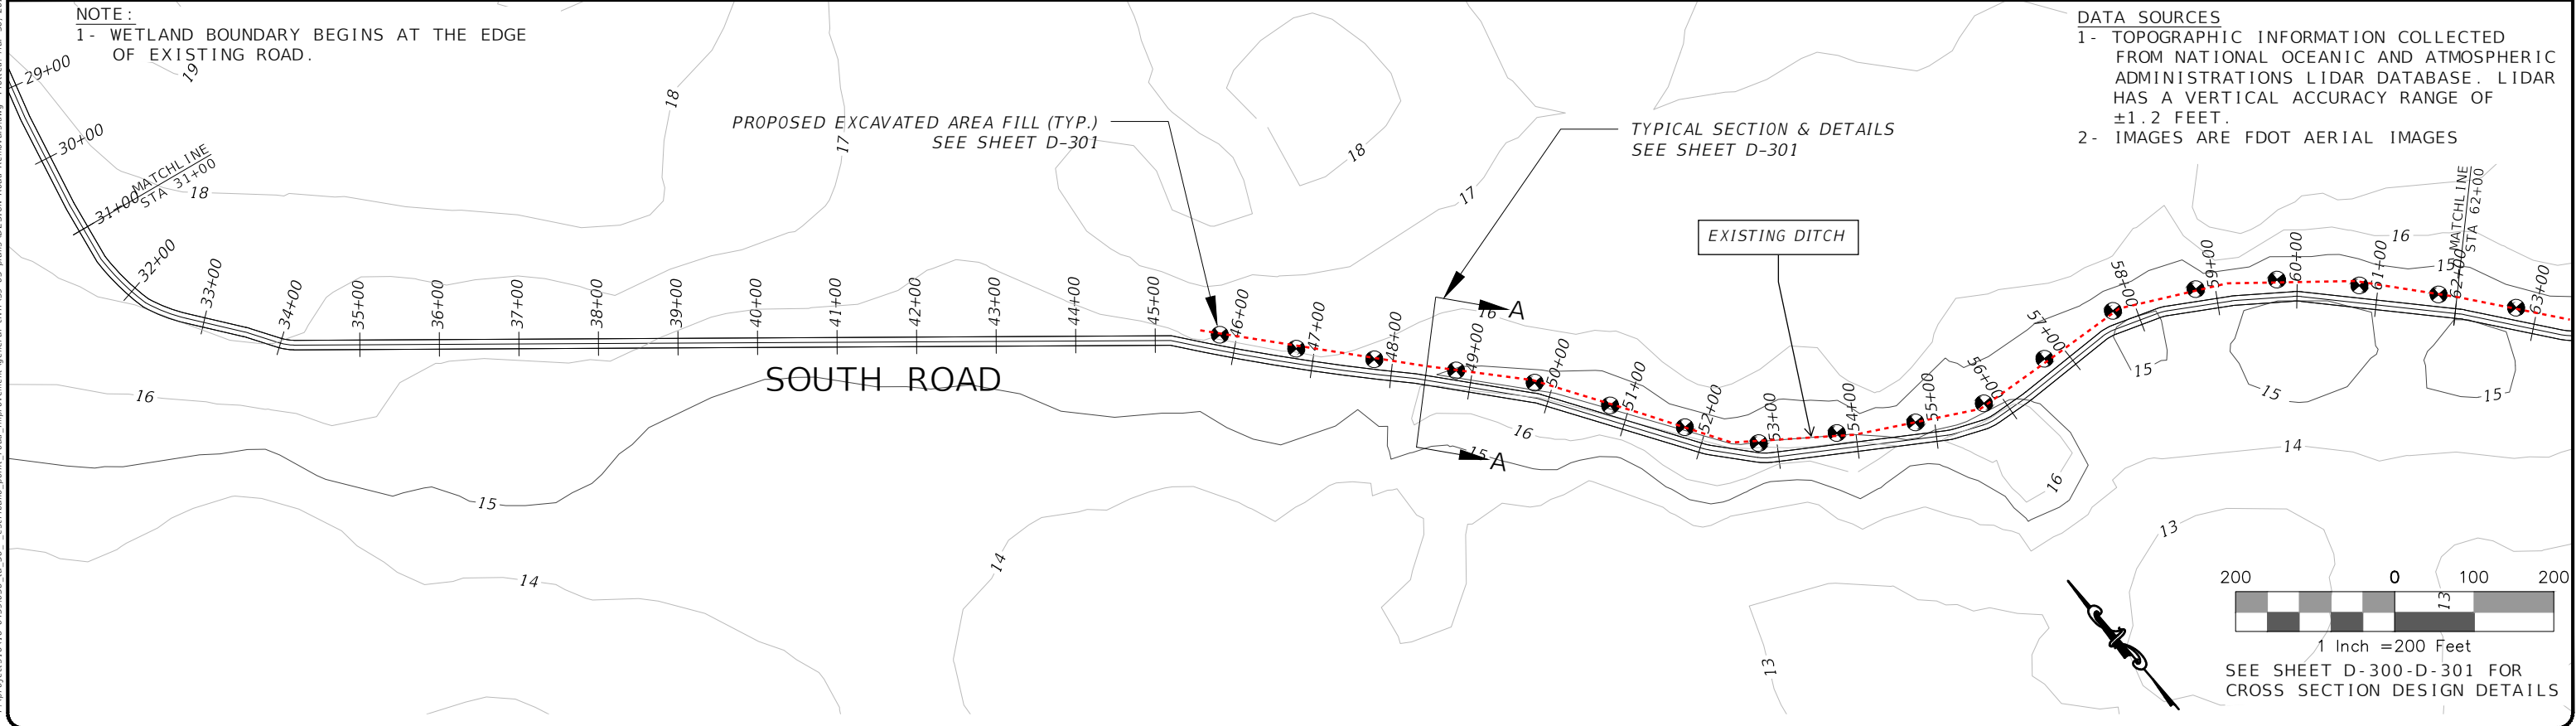 NOTE:
1- WETLAND BOUNDARY BEGINS AT THE EDGE
OF EXISTING ROAD.
DATA SOURCES
1- TOPOGRAPHIC INFORMATION COLLECTED
FROM NATIONAL OCEANIC AND ATMOSPHERIC
ADMINISTRATIONS LIDAR DATABASE. LIDAR
HAS A VERTICAL ACCURACY RANGE OF
±1.2 FEET.
2- IMAGES ARE FDOT AERIAL IMAGES
PROPOSED EXCAVATED AREA FILL (TYP.)
SEE SHEET D-301
TYPICAL SECTION & DETAILS
SEE SHEET D-301
EXISTING DITCH
MATCHLINE
STA 31+00
MATCHLINE
STA 62+00
29+00
30+00
31+00
32+00
33+00
34+00
35+00
36+00
37+00
38+00
39+00
40+00
41+00
42+00
43+00
44+00
45+00
46+00
47+00
48+00
49+00
50+00
51+00
52+00
53+00
54+00
55+00
56+00
57+00
58+00
59+00
60+00
61+00
62+00
63+00
19
18
18
17
18
17
16
15
16
A
A
16
15
16
15
15
15
16
15
14
14
14
13
13
13
SOUTH ROAD
200 0 100 200
1 Inch =200 Feet
SEE SHEET D-300-D-301 FOR
CROSS SECTION DESIGN DETAILS